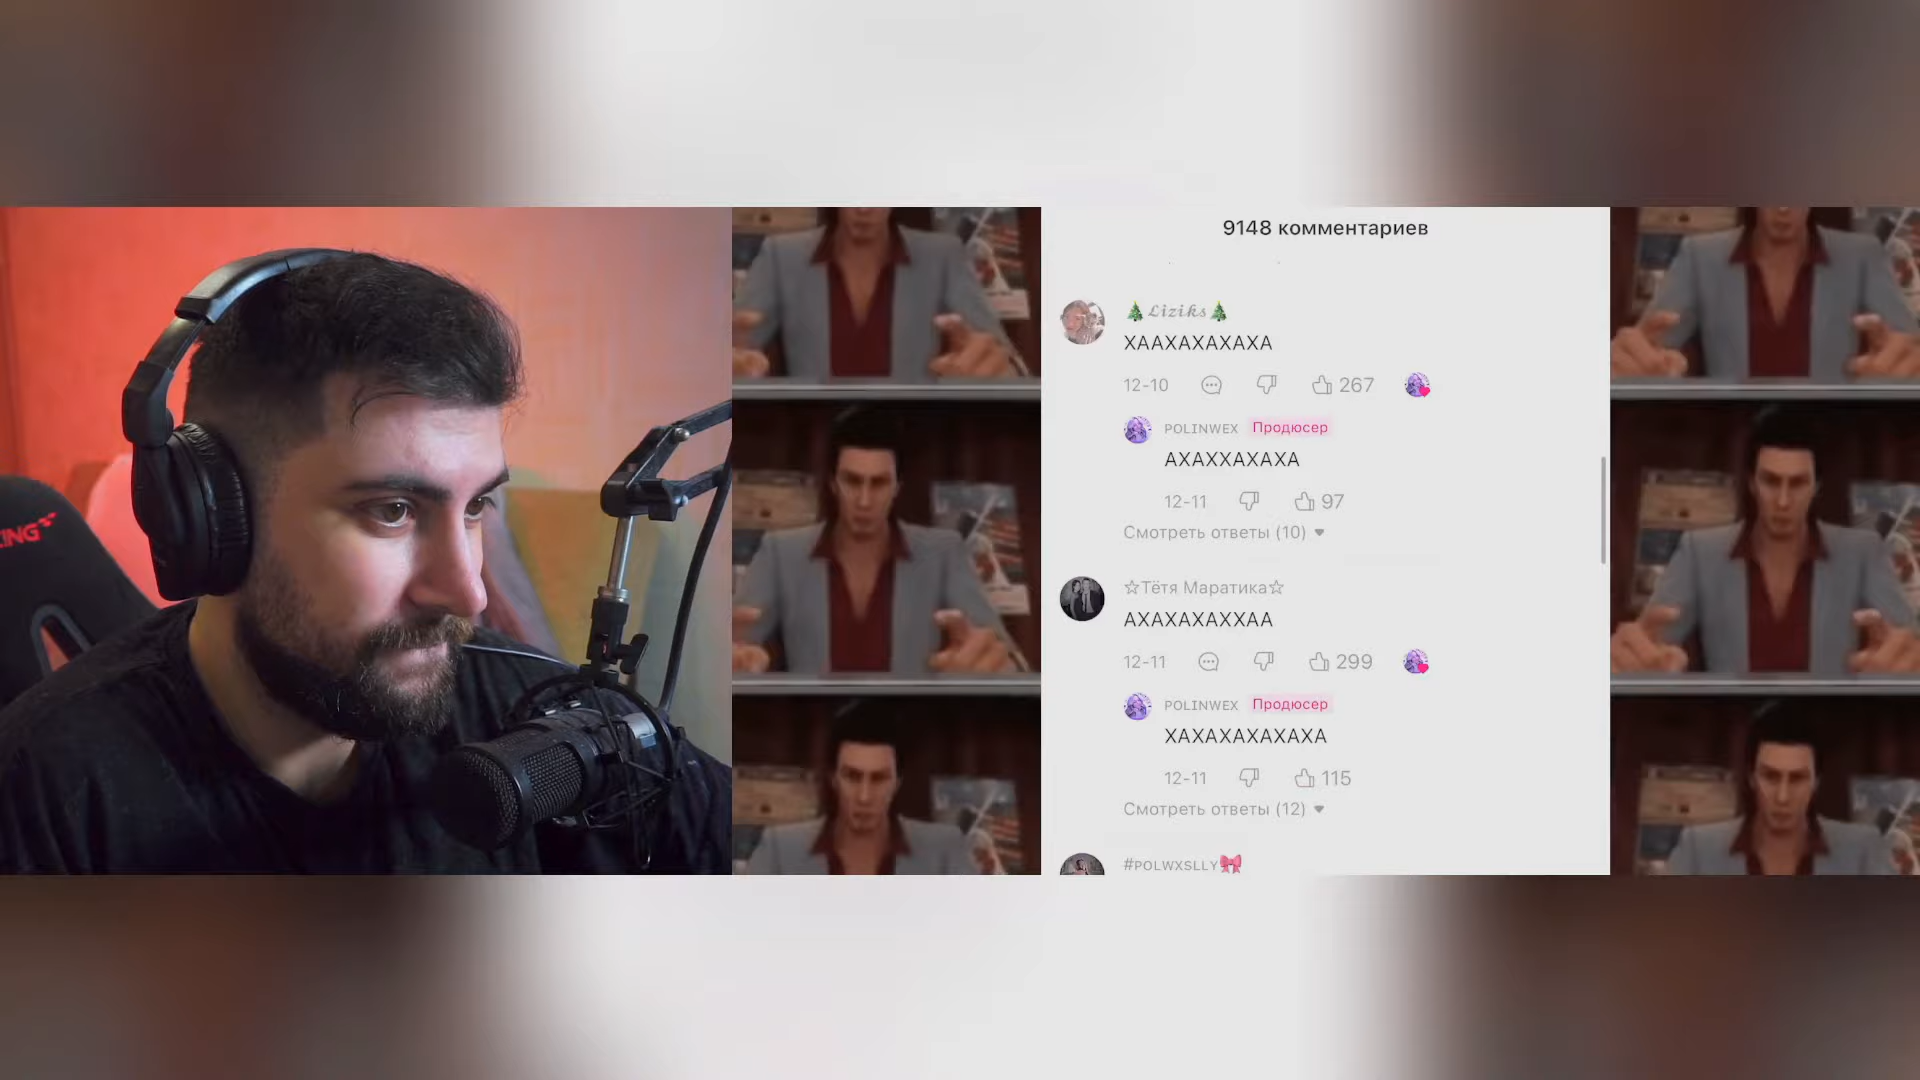 9148 комментариев
🎄𝓛𝓲𝔃𝓲𝓴𝓼🎄
ХААХАХАХАХА
12-10 267
POLINWEX Продюсер
АХАХХАХАХА
12-11 97
Смотреть ответы (10)
☆Тётя Маратика☆
АХАХАХАХХАА
12-11 299
POLINWEX Продюсер
ХАХАХАХАХАХА
12-11 115
Смотреть ответы (12)
#POLWXSLLY🎀